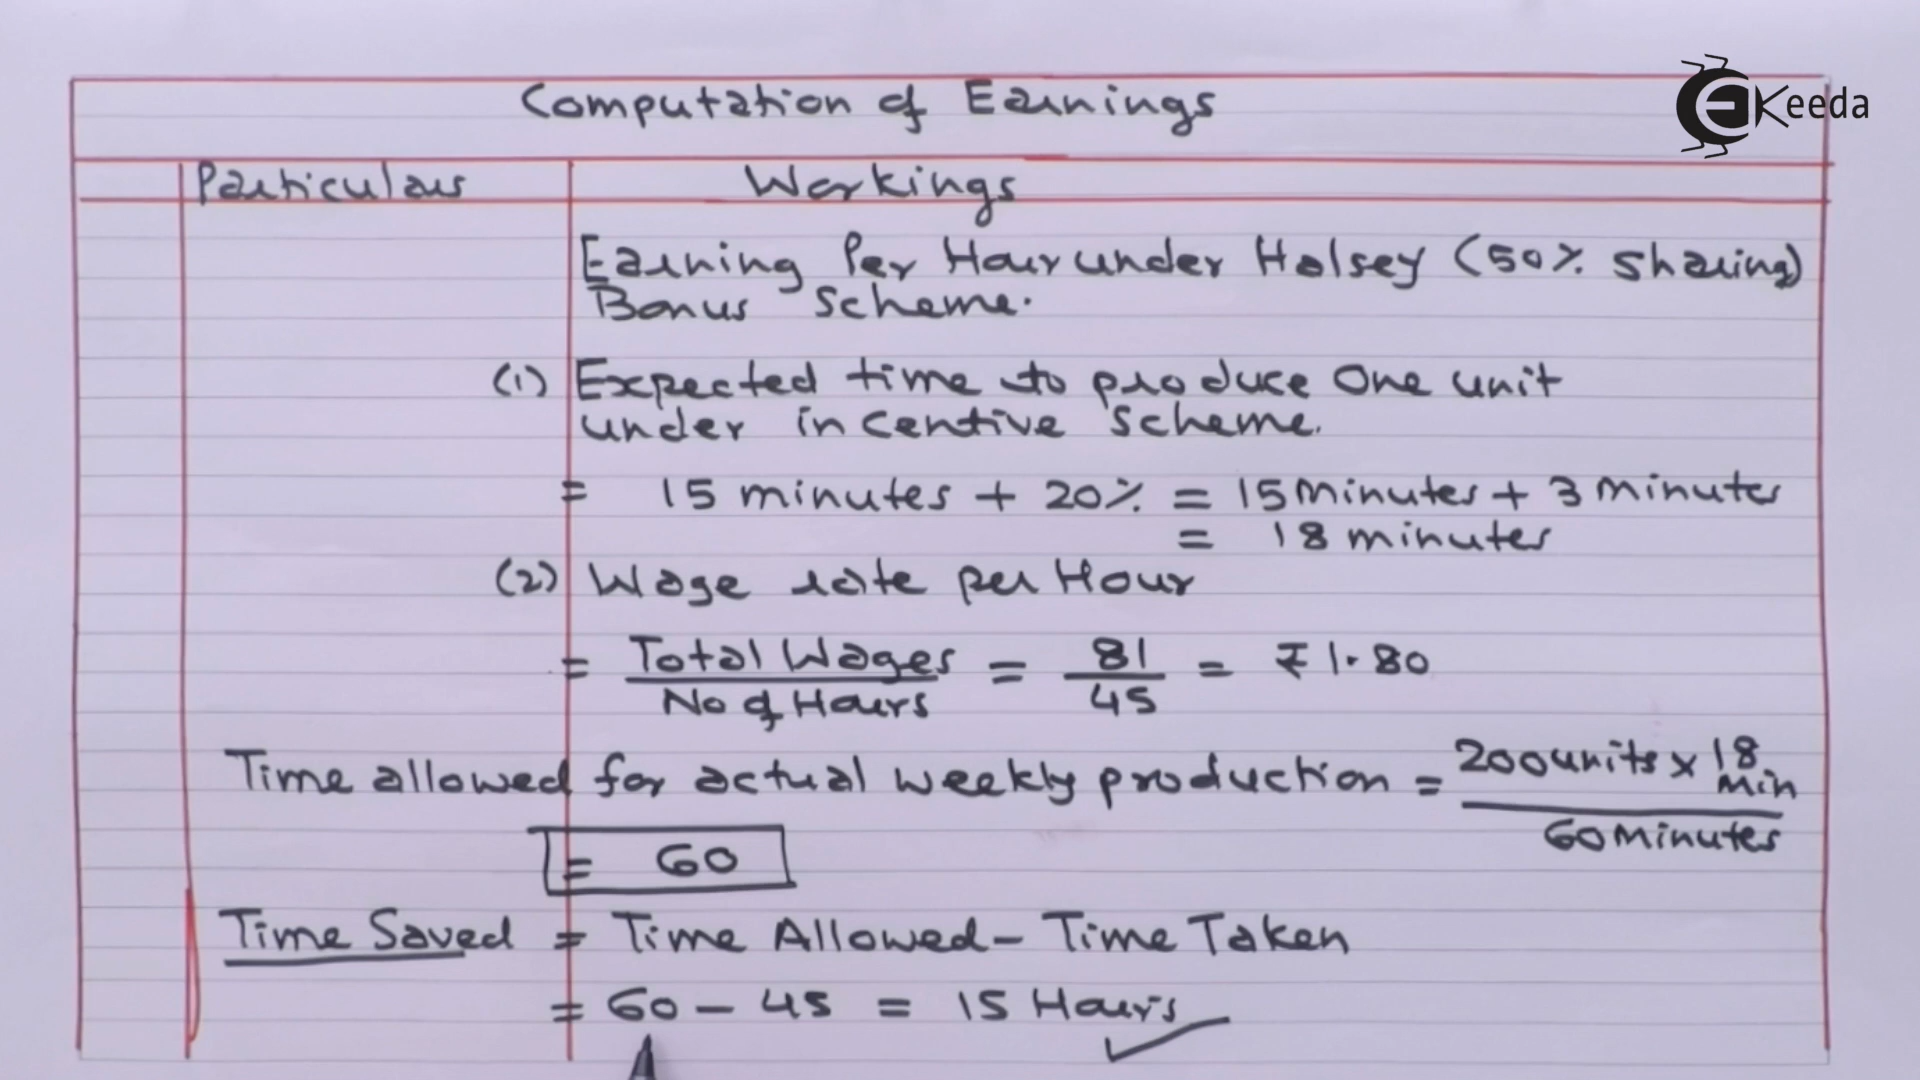 Computation of Earnings
EKeeda
Particulars Workings
Earning Per Hour under Halsey (50% sharing)
Bonus Scheme.
(1) Expected time to produce One unit
under incentive scheme.
= 15 minutes + 20% = 15 Minutes + 3 Minutes
= 18 minutes
(2) Wage rate per Hour
= Total Wages / No of Hours = 81 / 45 = ₹1.80
Time allowed for actual weekly production = 200 units x 18 Min / 60 Minutes
= 60
Time Saved = Time Allowed - Time Taken
= 60 - 45 = 15 Hours